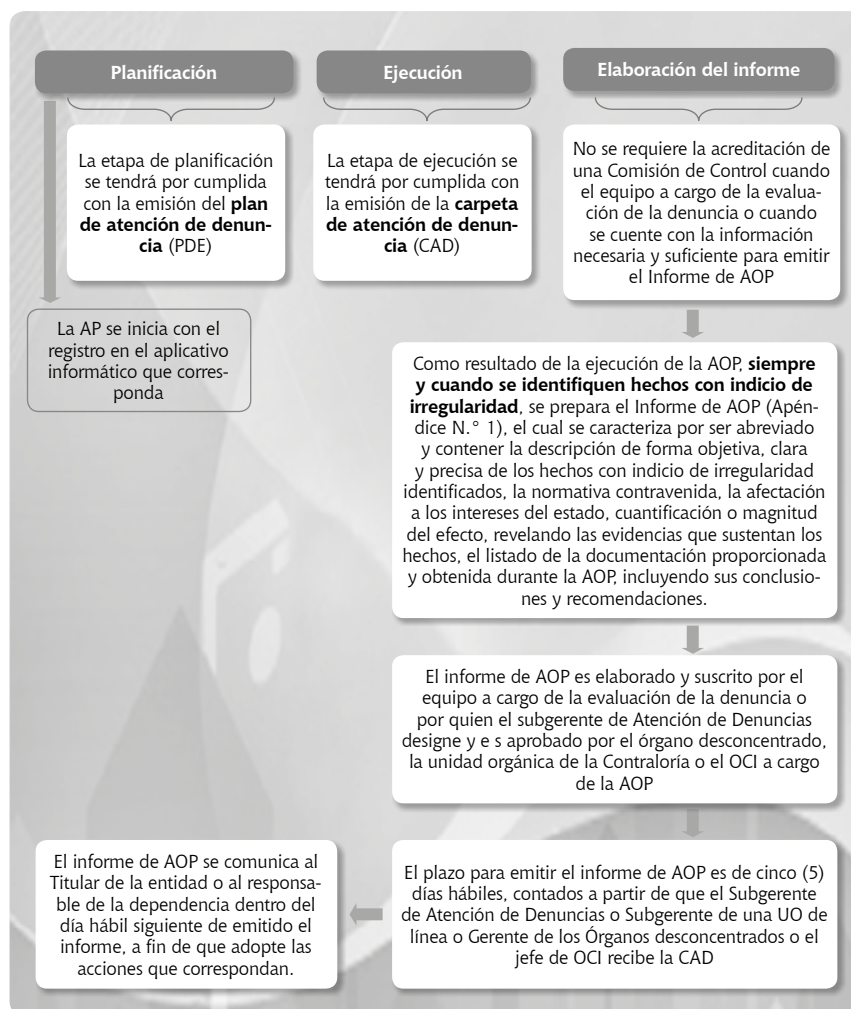 Planificación
La etapa de planificación
se tendrá por cumplida
con la emisión del plan
de atención de denun-
cia (PDE)
La AP se inicia con el
registro en el aplicativo
informático que corres-
ponda
Ejecución
La etapa de ejecución se
tendrá por cumplida con
la emisión de la carpeta
de atención de denun-
cia (CAD)
Elaboración del informe
No se requiere la acreditación de
una Comisión de Control cuando
el equipo a cargo de la evalua-
ción de la denuncia o cuando
se cuente con la información
necesaria y suficiente para emitir
el Informe de AOP
Como resultado de la ejecución de la AOP, siempre
y cuando se identifiquen hechos con indicio de
irregularidad, se prepara el Informe de AOP (Apén-
dice N.° 1), el cual se caracteriza por ser abreviado
y contener la descripción de forma objetiva, clara
y precisa de los hechos con indicio de irregularidad
identificados, la normativa contravenida, la afectación
a los intereses del estado, cuantificación o magnitud
del efecto, revelando las evidencias que sustentan los
hechos, el listado de la documentación proporcionada
y obtenida durante la AOP, incluyendo sus conclusio-
nes y recomendaciones.
El informe de AOP es elaborado y suscrito por el
equipo a cargo de la evaluación de la denuncia o
por quien el subgerente de Atención de Denuncias
designe y e s aprobado por el órgano desconcentrado,
la unidad orgánica de la Contraloría o el OCI a cargo
de la AOP
El plazo para emitir el informe de AOP es de cinco (5)
días hábiles, contados a partir de que el Subgerente
de Atención de Denuncias o Subgerente de una UO de
línea o Gerente de los Órganos desconcentrados o el
jefe de OCI recibe la CAD
El informe de AOP se comunica al
Titular de la entidad o al responsa-
ble de la dependencia dentro del
día hábil siguiente de emitido el
informe, a fin de que adopte las
acciones que correspondan.